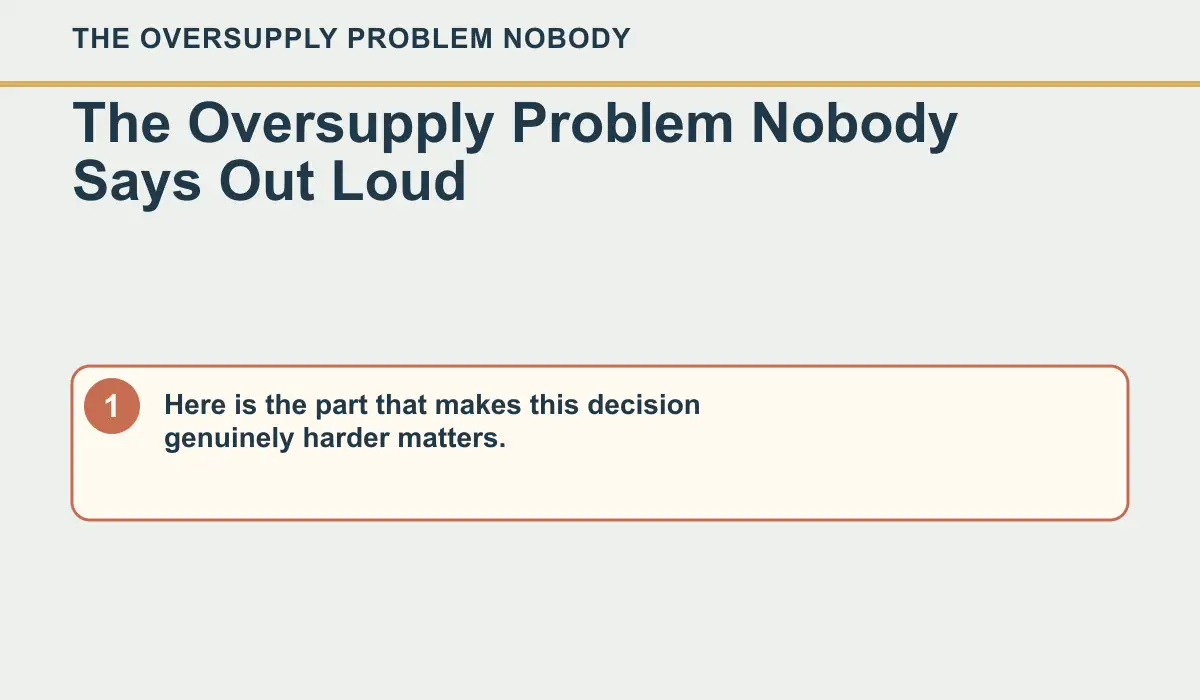 THE OVERSUPPLY PROBLEM NOBODY
The Oversupply Problem Nobody
Says Out Loud
1
Here is the part that makes this decision
genuinely harder matters.